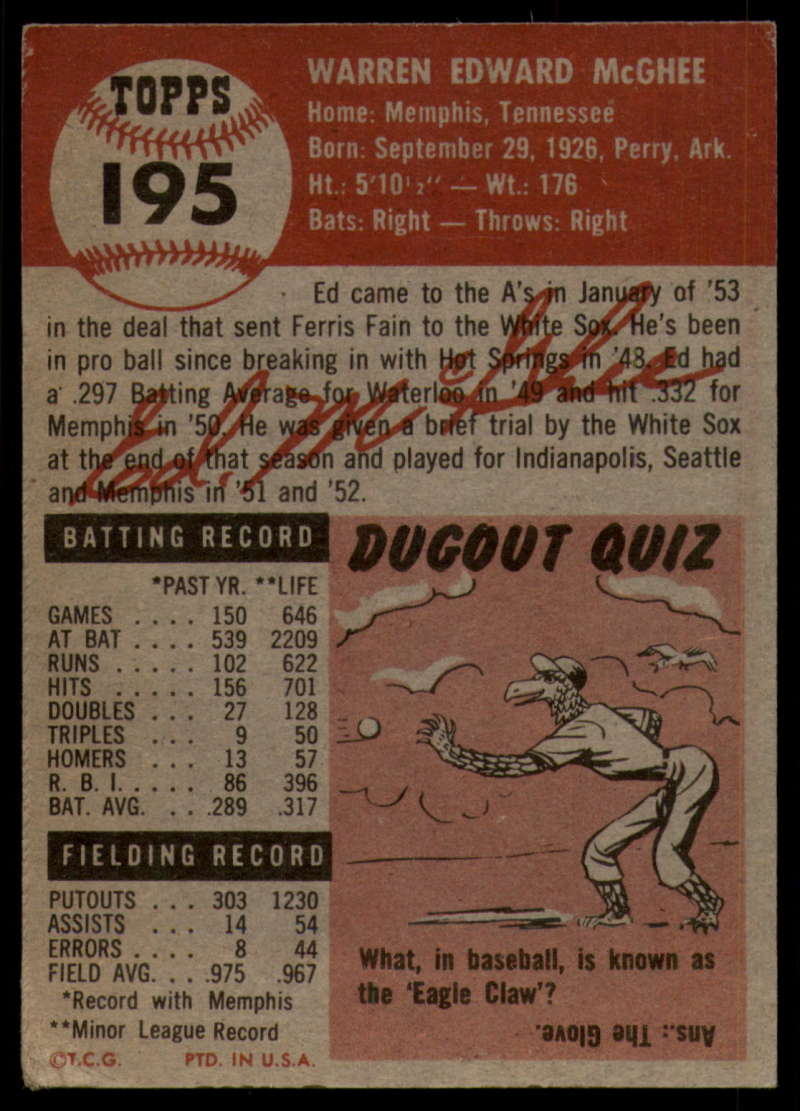 TOPPS
195
WARREN EDWARD McGHEE
Home: Memphis, Tennessee
Born: September 29, 1926, Perry, Ark.
Ht.: 5'10½" — Wt.: 176
Bats: Right — Throws: Right
Ed came to the A's in January of '53
in the deal that sent Ferris Fain to the White Sox. He's been
in pro ball since breaking in with Hot Springs in '48. Ed had
a .297 Batting Average for Waterloo in '49 and hit .332 for
Memphis in '50. He was given a brief trial by the White Sox
at the end of that season and played for Indianapolis, Seattle
and Memphis in '51 and '52.
Ed. McGhee
BATTING RECORD
*PAST YR. **LIFE
GAMES .... 150 646
AT BAT .... 539 2209
RUNS ..... 102 622
HITS ..... 156 701
DOUBLES ... 27 128
TRIPLES ... 9 50
HOMERS ... 13 57
R. B. I. .... 86 396
BAT. AVG. .. .289 .317
FIELDING RECORD
PUTOUTS ... 303 1230
ASSISTS ... 14 54
ERRORS .... 8 44
FIELD AVG. .. .975 .967
*Record with Memphis
**Minor League Record
©T.C.G. PTD. IN U.S.A.
DUGOUT QUIZ
What, in baseball, is known as
the 'Eagle Claw'?
Ans.: The Glove.